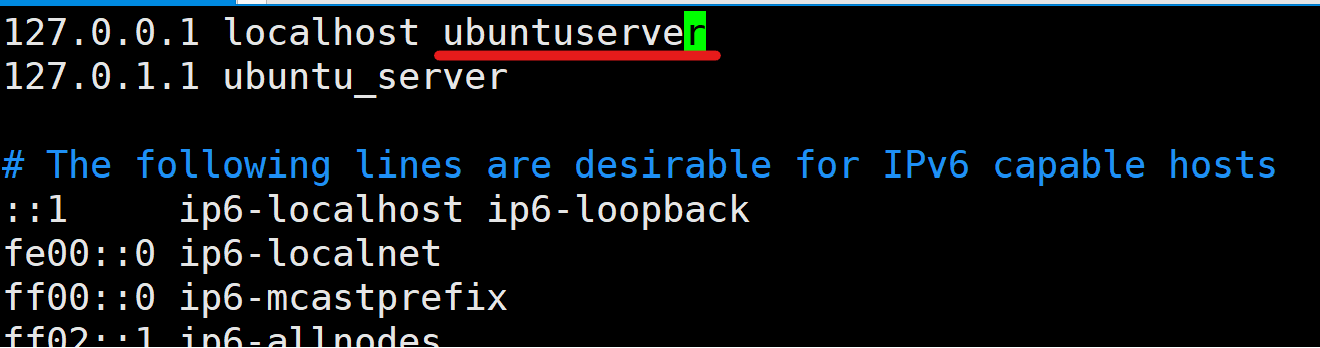 127.0.0.1 localhost ubuntuserver
127.0.1.1 ubuntu_server
# The following lines are desirable for IPv6 capable hosts
::1     ip6-localhost ip6-loopback
fe00::0 ip6-localnet
ff00::0 ip6-mcastprefix
ff02::1 ip6-allnodes